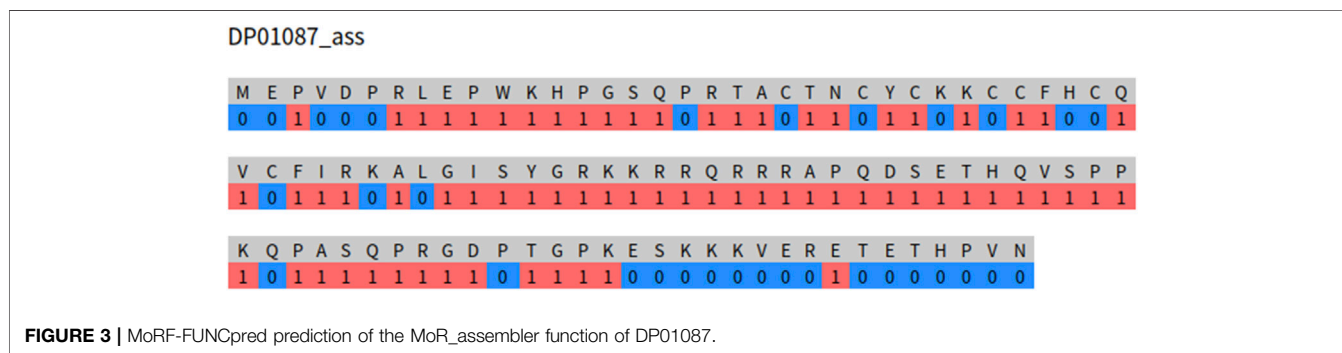 DP01087_ass
M E P V D P R L E P W K H P G S Q P R T A C T N C Y C K K C C F H C Q
0 0 1 0 0 0 1 1 1 1 1 1 1 1 1 1 1 0 1 1 1 0 1 1 0 1 1 0 1 0 1 1 0 0 1
V C F I R K A L G I S Y G R K K R R Q R R R A P Q D S E T H Q V S P P
1 0 1 1 1 0 1 0 1 1 1 1 1 1 1 1 1 1 1 1 1 1 1 1 1 1 1 1 1 1 1 1 1 1 1
K Q P A S Q P R G D P T G P K E S K K K V E R E T E T H P V N
1 0 1 1 1 1 1 1 1 1 0 1 1 1 1 0 0 0 0 0 0 0 0 1 0 0 0 0 0 0 0
FIGURE 3 | MoRF-FUNCpred prediction of the MoR_assembler function of DP01087.